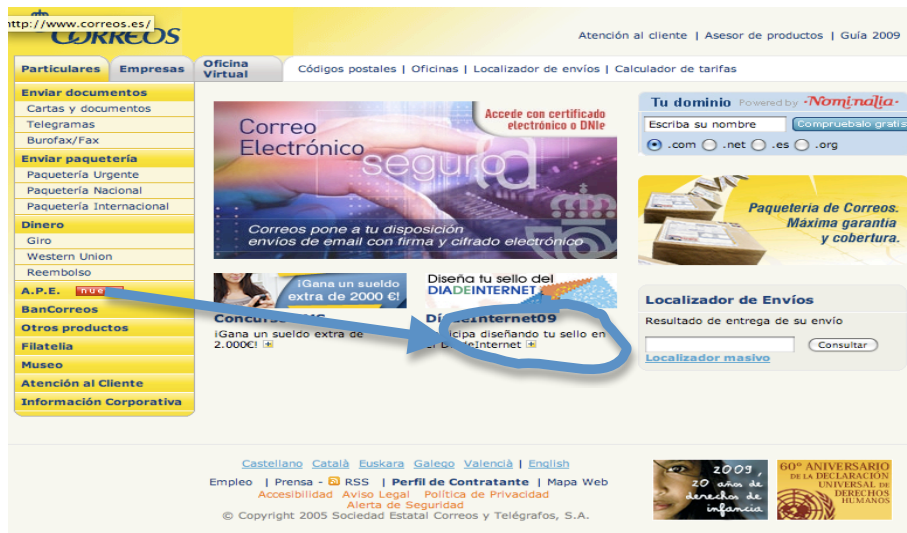 http://www.correos.es/
CORREOS
Atención al cliente | Asesor de productos | Guía 2009
Particulares
Empresas
Oficina
Virtual
Códigos postales | Oficinas | Localizador de envíos | Calculador de tarifas
Enviar documentos
Cartas y documentos
Telegramas
Burofax/Fax
Enviar paquetería
Paquetería Urgente
Paquetería Nacional
Paquetería Internacional
Dinero
Giro
Western Union
Reembolso
A.P.E.
BanCorreos
Otros productos
Filatelia
Museo
Atención al Cliente
Información Corporativa
Accede con certificado
electrónico o DNIe
Correo
Electrónico
segur@
Correos pone a tu disposición
envíos de email con firma y cifrado electrónico
¡Gana un sueldo
extra de 2000 €!
Concurso
¡Gana un sueldo extra de
2.000€!
Diseña tu sello del
DIADEINTERNET
DíadeInternet09
diseñando tu sello en
Tu dominio Powered by Nominalia
Escriba su nombre
Compruebalo gratis
.com .net .es .org
Paquetería de Correos.
Máxima garantía
y cobertura.
Localizador de Envíos
Resultado de entrega de su envío
Consultar
Localizador masivo
Castellano Català Euskara Galego Valencià | English
Empleo | Prensa - RSS | Perfil de Contratante | Mapa Web
Accesibilidad Aviso Legal Política de Privacidad
Alerta de Seguridad
© Copyright 2005 Sociedad Estatal Correos y Telégrafos, S.A.
2009,
20 años de
derechos de
infancia
60º ANIVERSARIO
DE LA DECLARACIÓN
UNIVERSAL DE
DERECHOS
HUMANOS